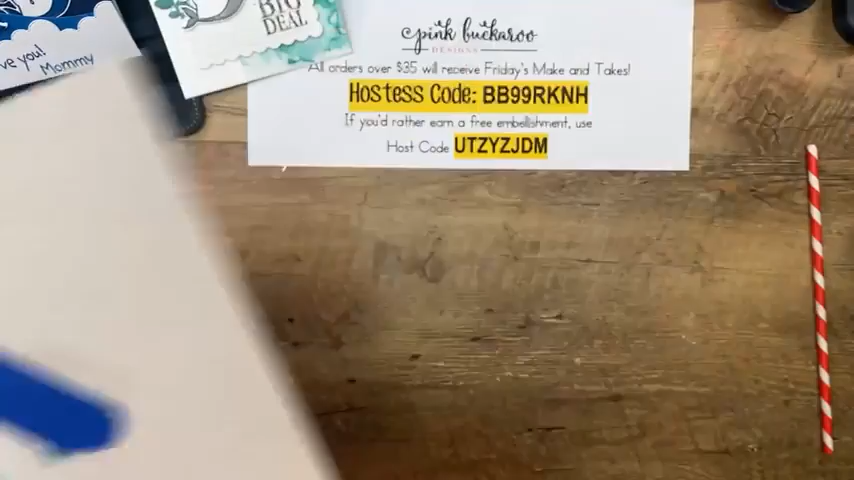 BIG
DEAL
ve you!
Mommy
pink buckaroo
DESIGNS
All orders over $35 will receive Friday's Make and Takes!
Hostess Code: BB99RKNH
If you'd rather earn a free embellishment, use
Host Code UTZYZJDM